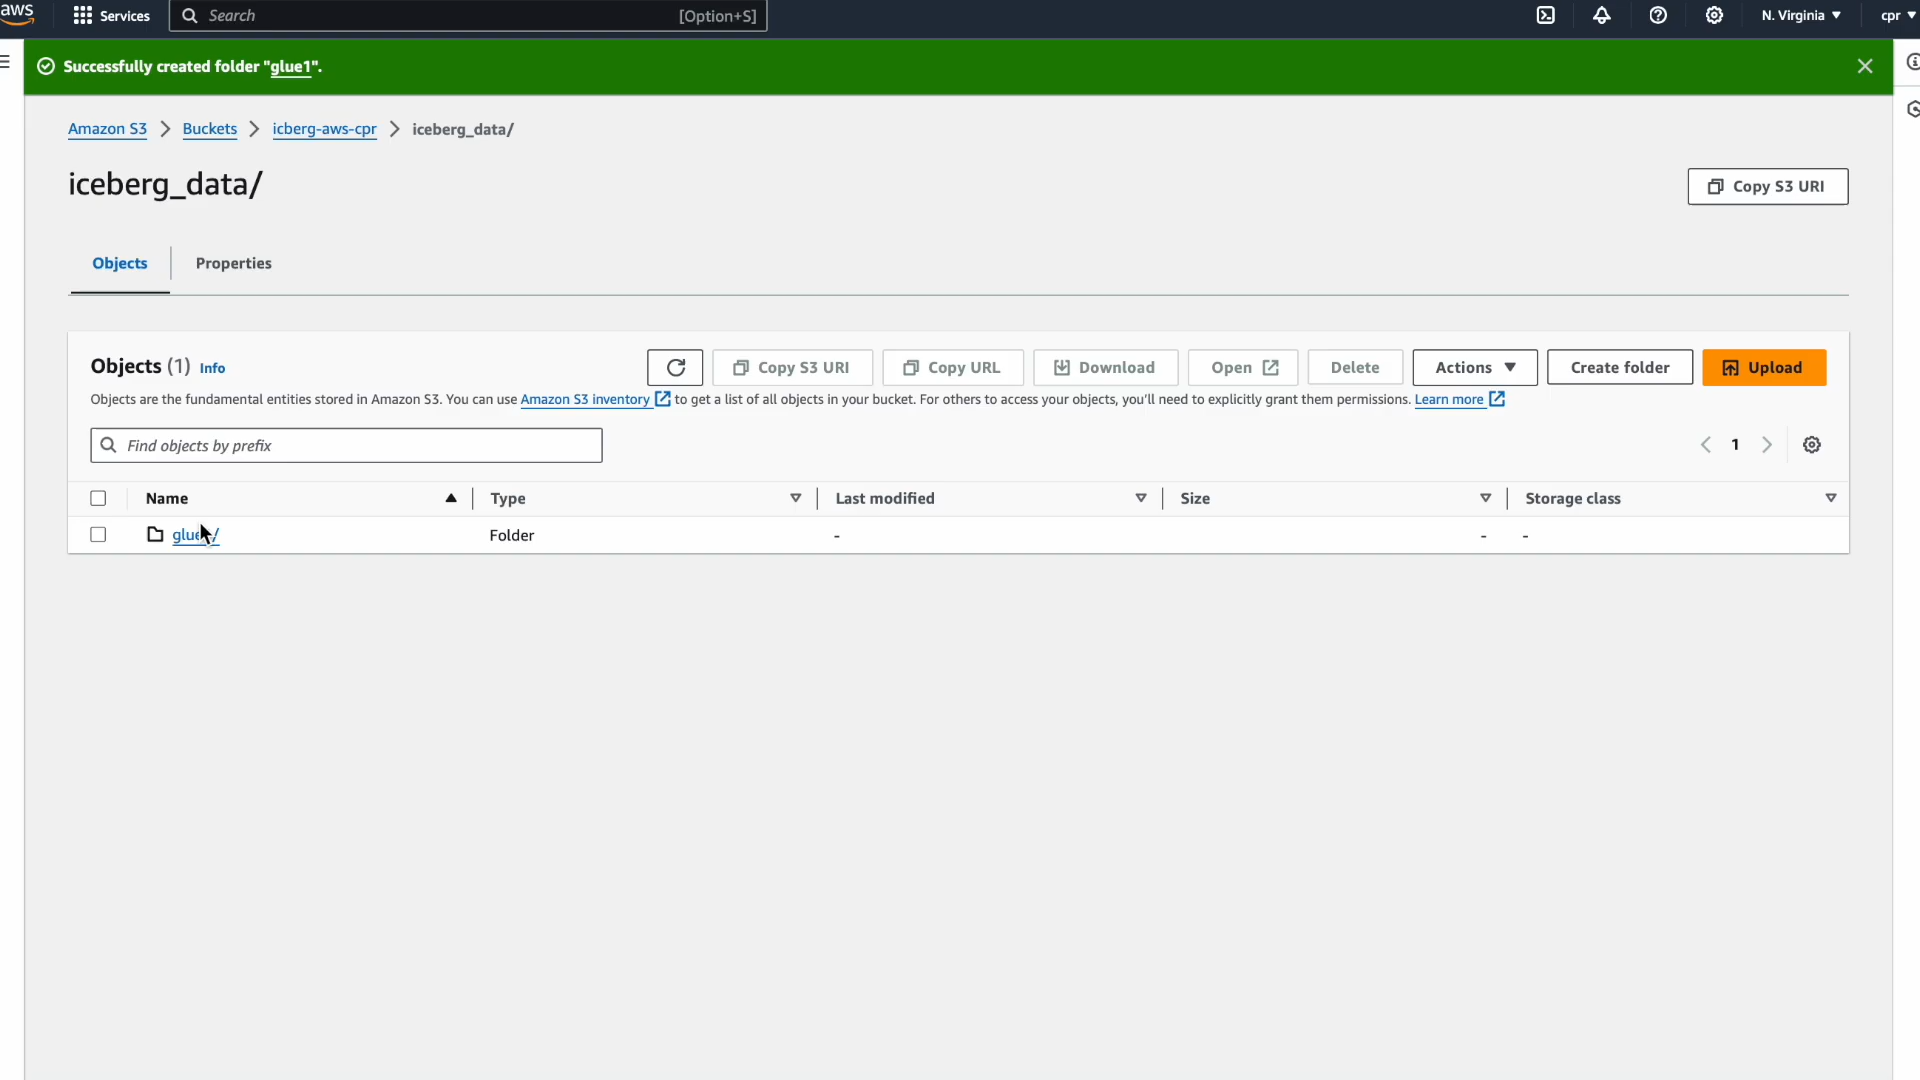 aws Services Search [Option+S] N. Virginia cpr
Successfully created folder "glue1".
Amazon S3 Buckets icberg-aws-cpr iceberg_data/
iceberg_data/
Copy S3 URI
Objects Properties
Objects (1) Info
Copy S3 URI Copy URL Download Open Delete Actions Create folder Upload
Objects are the fundamental entities stored in Amazon S3. You can use Amazon S3 inventory to get a list of all objects in your bucket. For others to access your objects, you'll need to explicitly grant them permissions. Learn more
Find objects by prefix
1
Name Type Last modified Size Storage class
Folder - - -